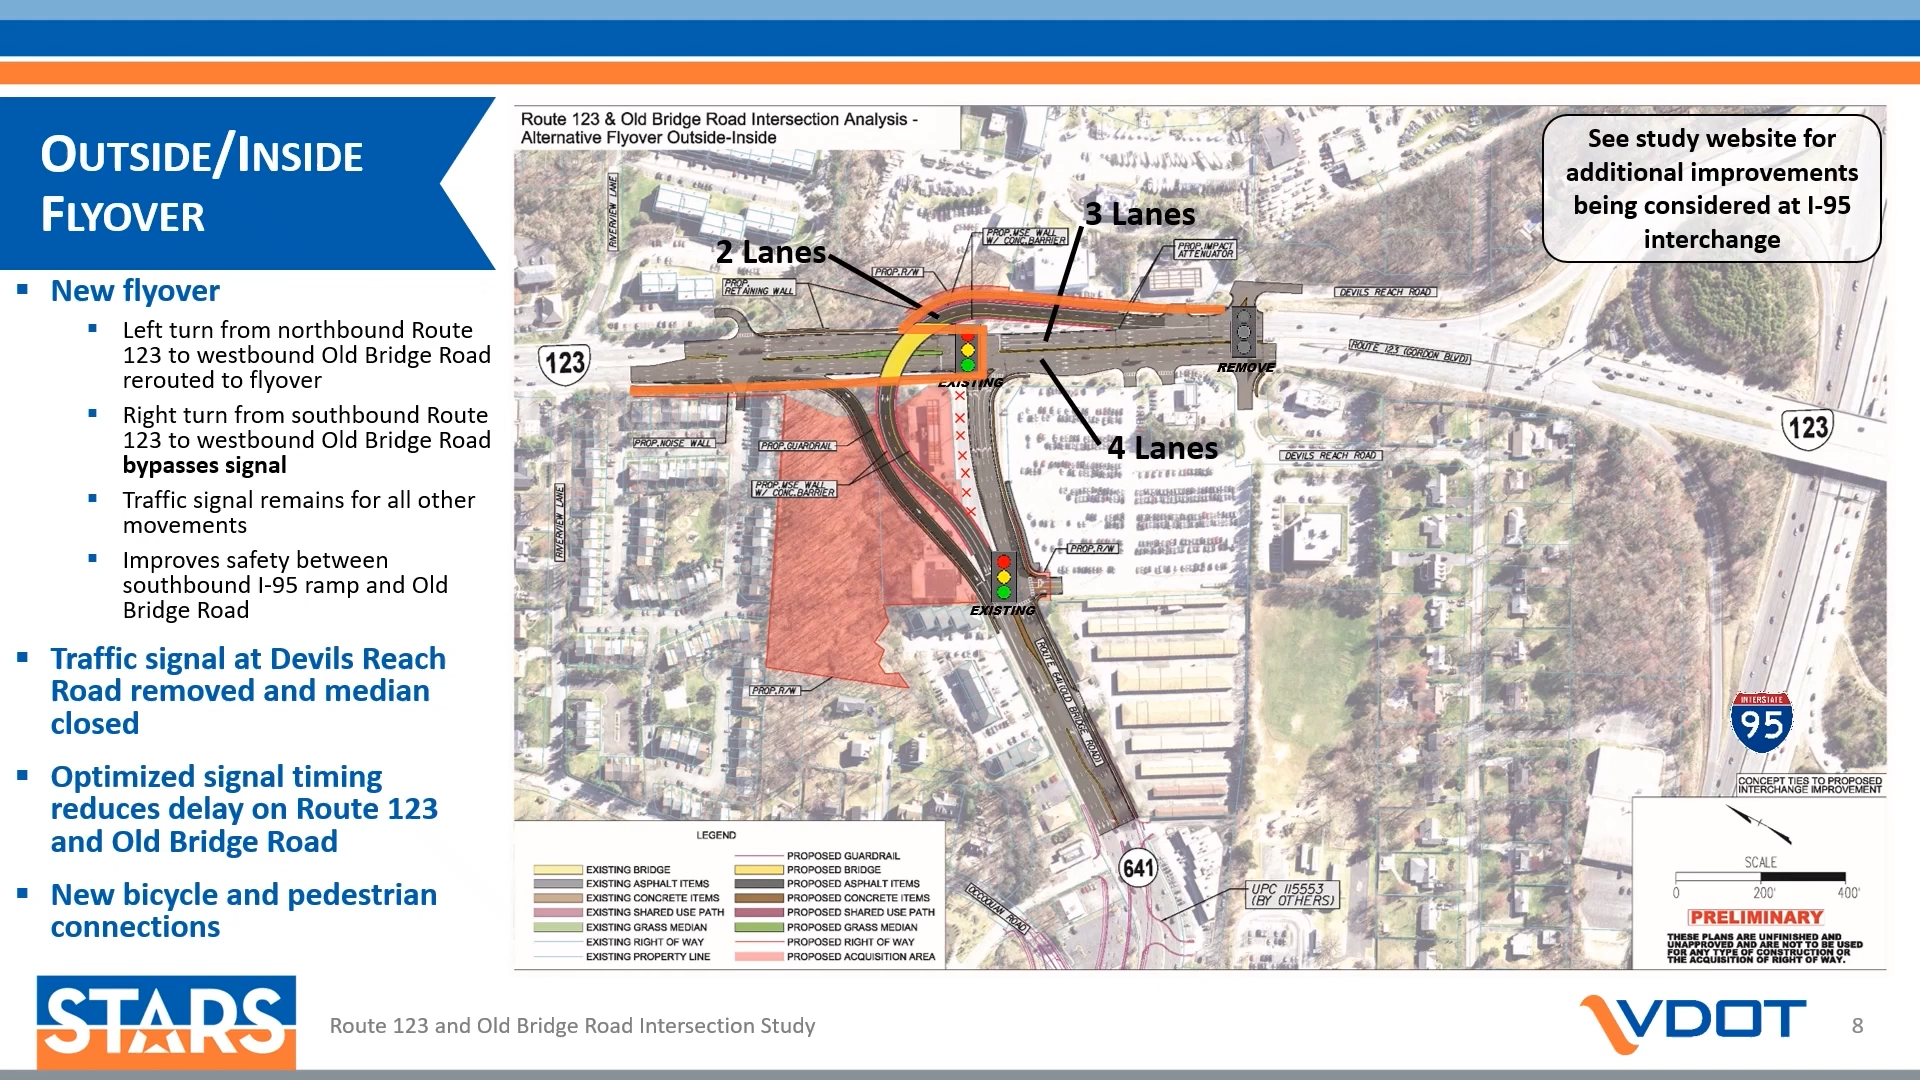 OUTSIDE/INSIDE
FLYOVER
▪ New flyover
▪ Left turn from northbound Route
123 to westbound Old Bridge Road
rerouted to flyover
▪ Right turn from southbound Route
123 to westbound Old Bridge Road
bypasses signal
▪ Traffic signal remains for all other
movements
▪ Improves safety between
southbound I-95 ramp and Old
Bridge Road
▪ Traffic signal at Devils Reach
Road removed and median
closed
▪ Optimized signal timing
reduces delay on Route 123
and Old Bridge Road
▪ New bicycle and pedestrian
connections
Route 123 & Old Bridge Road Intersection Analysis -
Alternative Flyover Outside-Inside
See study website for
additional improvements
being considered at I-95
interchange
RIVERVIEW LANE
2 Lanes
3 Lanes
PROP. MSE WALL
W/ CONC. BARRIER
PROP. IMPACT
ATTENUATOR
PROP. R/W
PROP.
RETAINING WALL
DEVILS REACH ROAD
123
EXISTING
REMOVE
ROUTE 123 (GORDON BLVD)
123
PROP. NOISE WALL
PROP. GUARDRAIL
4 Lanes
DEVILS REACH ROAD
PROP. MSE WALL
W/ CONC. BARRIER
RIVERVIEW LANE
PROP. R/W
EXISTING
PROP. R/W
ROUTE 641 (OLD BRIDGE ROAD)
INTERSTATE
95
CONCEPT TIES TO PROPOSED
INTERCHANGE IMPROVEMENT
641
UPC 115553
(BY OTHERS)
OCCOQUAN ROAD
LEGEND
EXISTING BRIDGE
EXISTING ASPHALT ITEMS
EXISTING CONCRETE ITEMS
EXISTING SHARED USE PATH
EXISTING GRASS MEDIAN
EXISTING RIGHT OF WAY
EXISTING PROPERTY LINE
PROPOSED GUARDRAIL
PROPOSED BRIDGE
PROPOSED ASPHALT ITEMS
PROPOSED CONCRETE ITEMS
PROPOSED SHARED USE PATH
PROPOSED GRASS MEDIAN
PROPOSED RIGHT OF WAY
PROPOSED ACQUISITION AREA
SCALE
0 200' 400'
PRELIMINARY
THESE PLANS ARE UNFINISHED AND
UNAPPROVED AND ARE NOT TO BE USED
FOR ANY TYPE OF CONSTRUCTION OR
THE ACQUISITION OF RIGHT OF WAY.
STARS
Route 123 and Old Bridge Road Intersection Study
VDOT
8